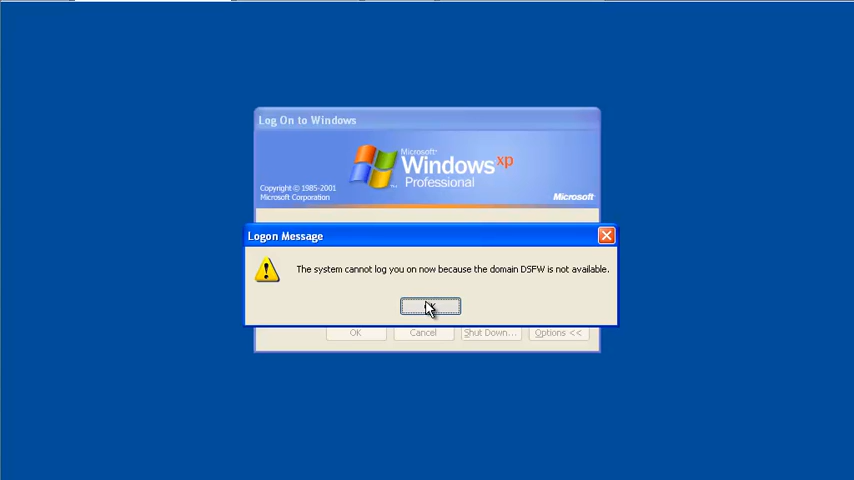 Log On to Windows
Microsoft®
Windows xp
Professional
Copyright © 1985-2001
Microsoft Corporation
Microsoft
Logon Message
The system cannot log you on now because the domain DSFW is not available.
OK
Cancel
Shut Down...
Options <<